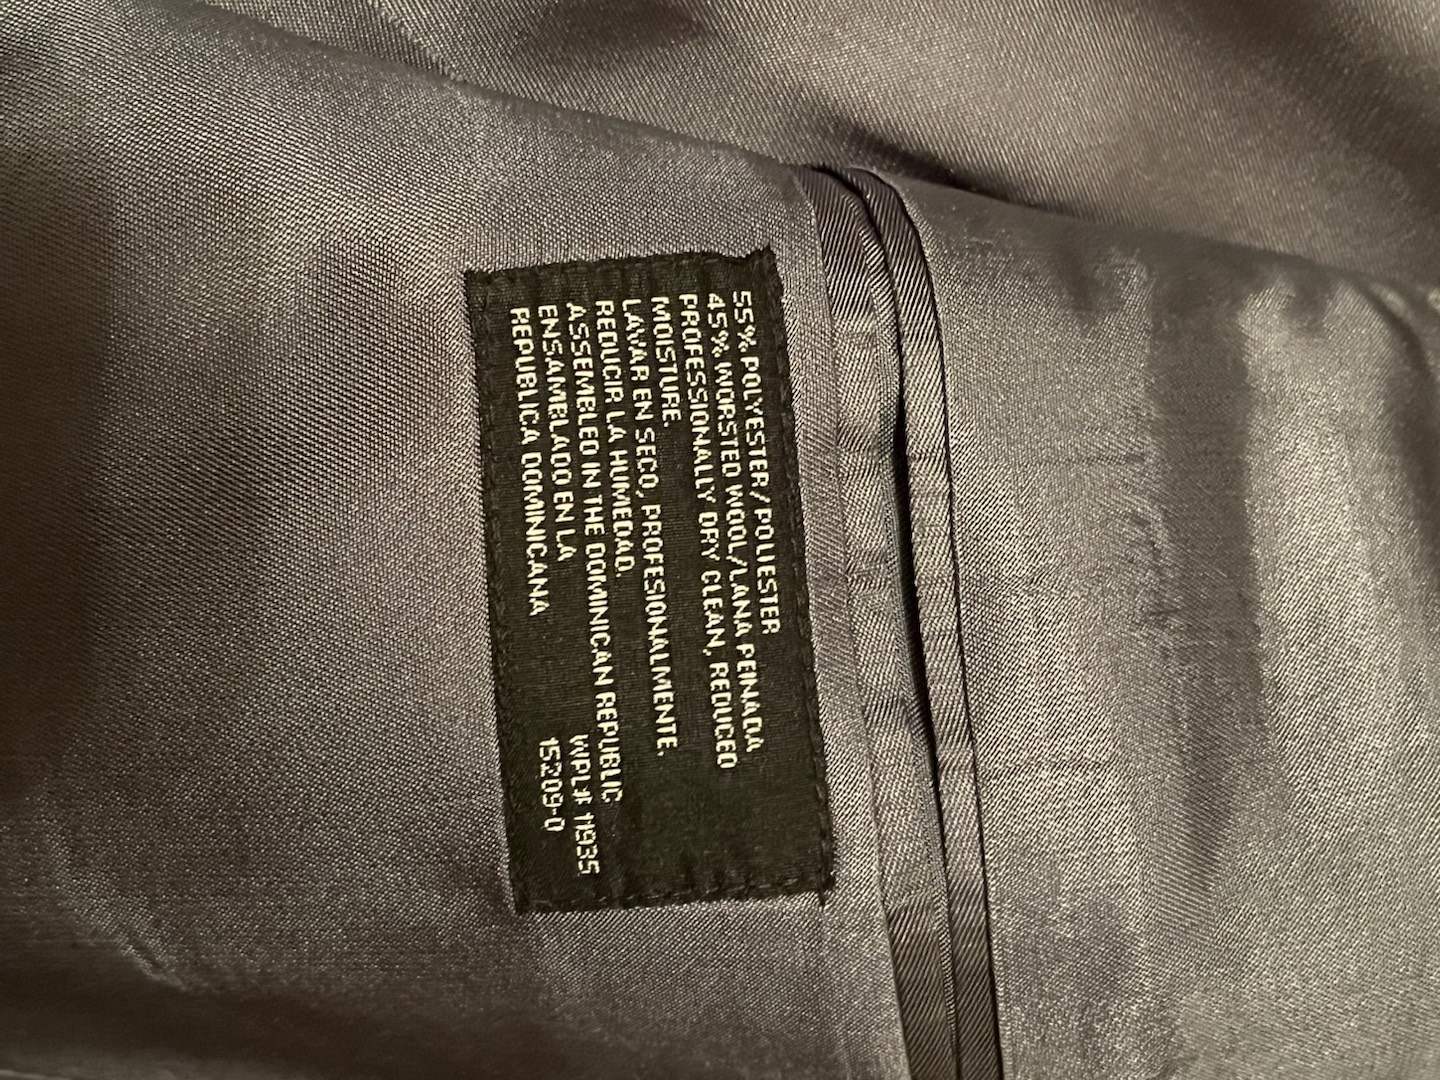 55% POLYESTER/POLIESTER
45% WORSTED WOOL/LANA PEINADA
PROFESSIONALLY DRY CLEAN, REDUCED
MOISTURE.
LAVAR EN SECO, PROFESIONALMENTE,
REDUCIR LA HUMEDAD.
ASSEMBLED IN THE DOMINICAN REPUBLIC
ENSAMBLADO EN LA WPL# 11935
REPUBLICA DOMINICANA 15209-0